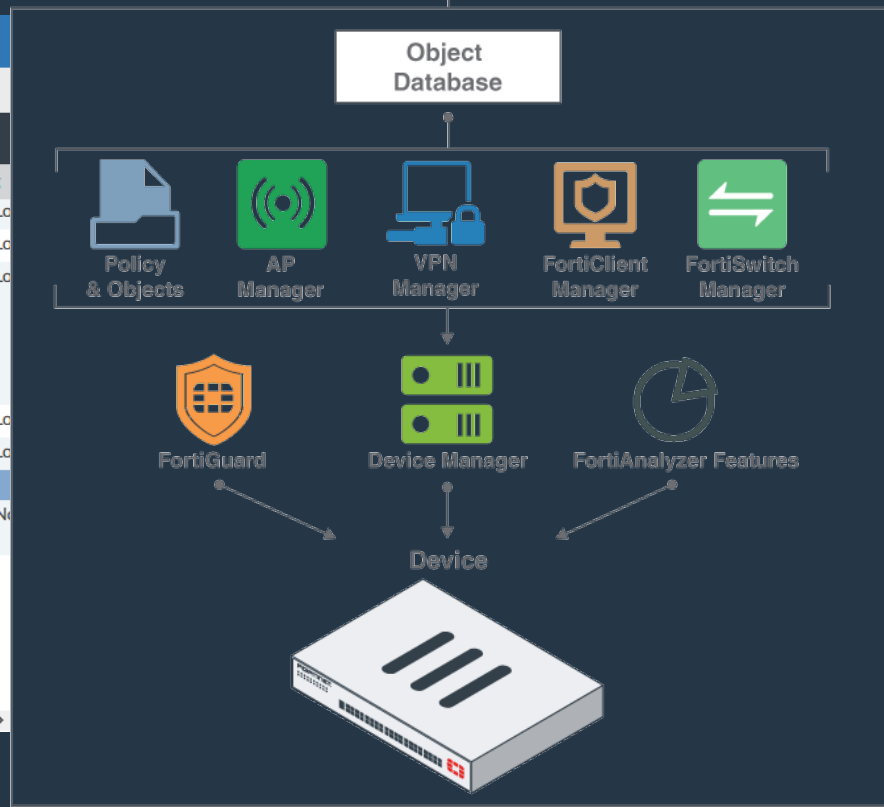 Object
Database
Policy
& Objects
AP
Manager
VPN
Manager
FortiClient
Manager
FortiSwitch
Manager
FortiGuard
Device Manager
FortiAnalyzer Features
Device